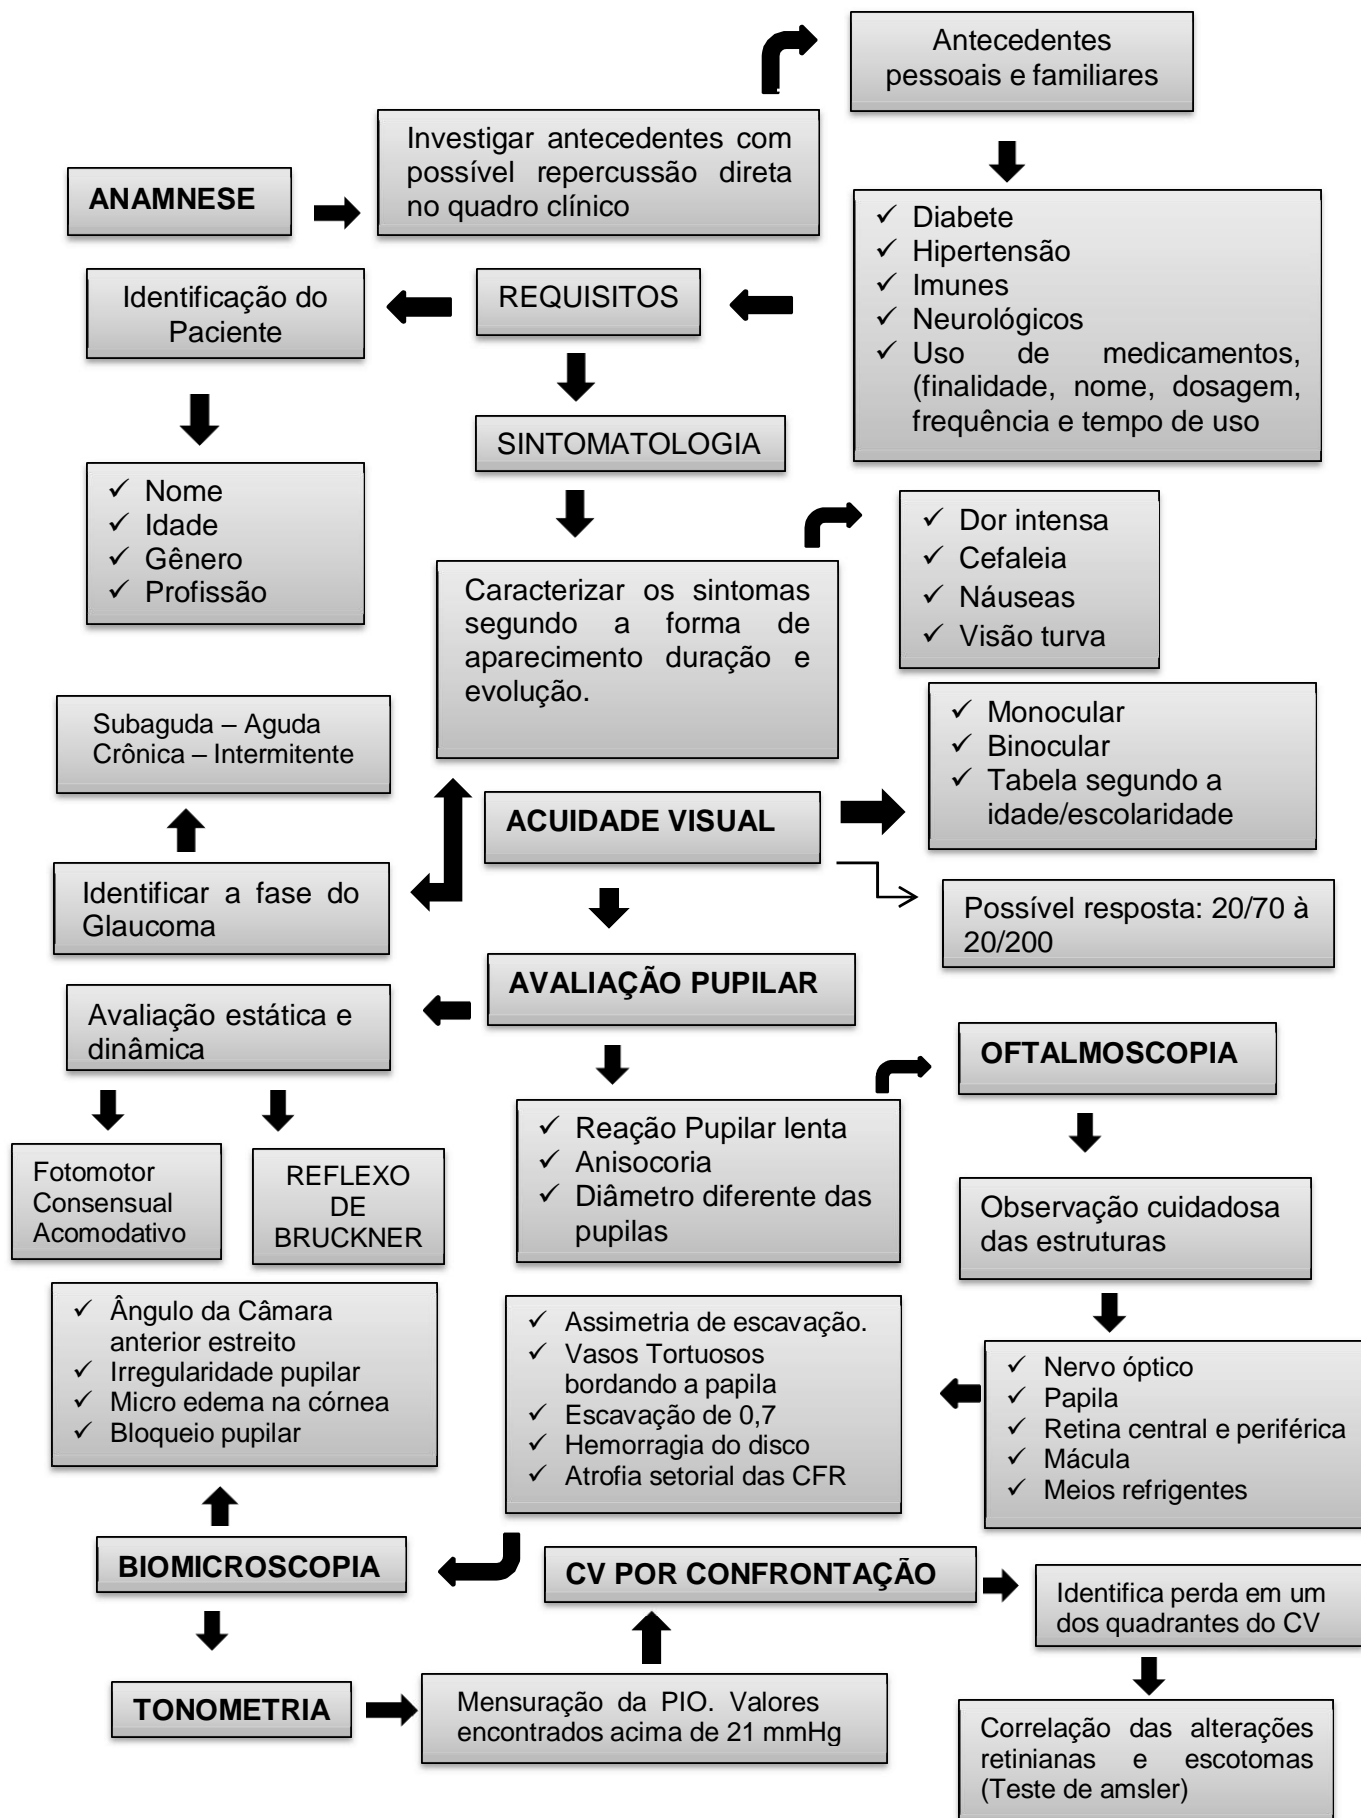 Antecedentes
pessoais e familiares
Investigar antecedentes com
possível repercussão direta
no quadro clínico
ANAMNESE
✓ Diabete
✓ Hipertensão
✓ Imunes
✓ Neurológicos
✓ Uso de medicamentos,
(finalidade, nome, dosagem,
frequência e tempo de uso
REQUISITOS
Identificação do
Paciente
✓ Nome
✓ Idade
✓ Gênero
✓ Profissão
SINTOMATOLOGIA
Caracterizar os sintomas
segundo a forma de
aparecimento duração e
evolução.
✓ Dor intensa
✓ Cefaleia
✓ Náuseas
✓ Visão turva
Subaguda – Aguda
Crônica – Intermitente
Identificar a fase do
Glaucoma
ACUIDADE VISUAL
✓ Monocular
✓ Binocular
✓ Tabela segundo a
idade/escolaridade
Possível resposta: 20/70 à
20/200
AVALIAÇÃO PUPILAR
Avaliação estática e
dinâmica
Fotomotor
Consensual
Acomodativo
REFLEXO
DE
BRUCKNER
✓ Reação Pupilar lenta
✓ Anisocoria
✓ Diâmetro diferente das
pupilas
OFTALMOSCOPIA
Observação cuidadosa
das estruturas
✓ Nervo óptico
✓ Papila
✓ Retina central e periférica
✓ Mácula
✓ Meios refrigentes
✓ Assimetria de escavação.
✓ Vasos Tortuosos
bordando a papila
✓ Escavação de 0,7
✓ Hemorragia do disco
✓ Atrofia setorial das CFR
✓ Ângulo da Câmara
anterior estreito
✓ Irregularidade pupilar
✓ Micro edema na córnea
✓ Bloqueio pupilar
BIOMICROSCOPIA
TONOMETRIA
Mensuração da PIO. Valores
encontrados acima de 21 mmHg
CV POR CONFRONTAÇÃO
Identifica perda em um
dos quadrantes do CV
Correlação das alterações
retinianas e escotomas
(Teste de amsler)